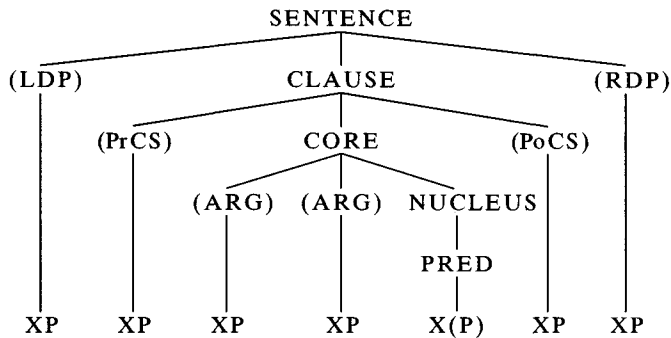 SENTENCE
(LDP) CLAUSE (RDP)
(PrCS) CORE (PoCS)
(ARG) (ARG) NUCLEUS
PRED
XP XP XP XP X(P) XP XP